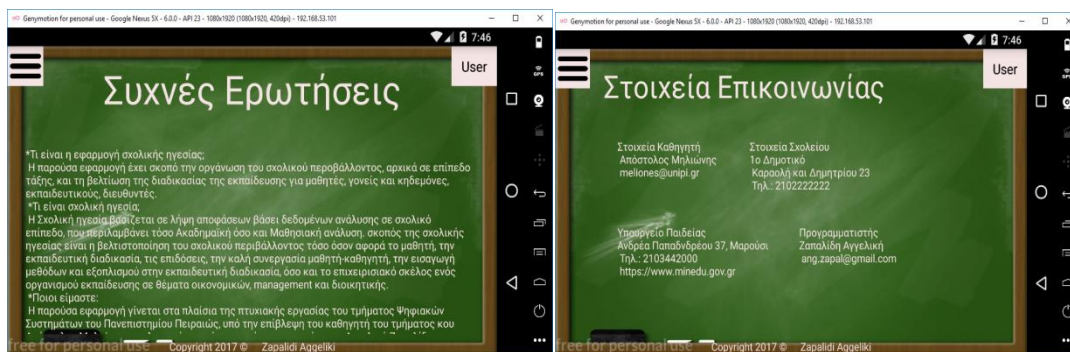 Genymotion for personal use - Google Nexus 5X - 6.0.0 - API 23 - 1080x1920 (1080x1920, 420dpi) - 192.168.53.101
7:46
User
GPS
Συχνές Ερωτήσεις
*Τι είναι η εφαρμογή σχολικής ηγεσίας;
Η παρούσα εφαρμογή έχει σκοπό την οργάνωση του σχολικού περοβάλλοντος, αρχικά σε επίπεδο
τάξης, και τη βελτίωση της διαδικασίας της εκπαίδευσης για μαθητές, γονείς και κηδεμόνες,
εκπαιδευτικούς, διευθυντές.
*Τι είναι σχολική ηγεσία;
Η Σχολική ηγεσία βασίζεται σε λήψη αποφάσεων βάσει δεδομένων ανάλυσης σε σχολικό
επίπεδο, που περιλαμβάνει τόσο Ακαδημαϊκή όσο και Μαθησιακή ανάλυση. σκοπός της σχολικής
ηγεσίας είναι η βελτιστοποίηση του σχολικού περιβάλλοντος τόσο όσον αφορά το μαθητή, την
εκπαιδευτική διαδικασία, τις επιδόσεις, την καλή συνεργασία μαθητή-καθηγητή, την εισαγωγή
μεθόδων και εξοπλισμού στην εκπαιδευτική διαδικασία, όσο και το επιχειρισιακό σκέλος ενός
οργανισμού εκπαίδευσης σε θέματα οικονομικών, management και διοικητικής.
*Ποιοι είμαστε:
Η παρούσα εφαρμογή γίνεται στα πλαίσια της πτυχιακής εργασίας του τμήματος Ψηφιακών
Συστημάτων του Πανεπιστημίου Πειραιώς, υπό την επίβλεψη του καθηγητή του τμήματος κου
free for personal use
Copyright 2017 © Zapalidi Aggeliki
Genymotion for personal use - Google Nexus 5X - 6.0.0 - API 23 - 1080x1920 (1080x1920, 420dpi) - 192.168.53.101
7:46
User
GPS
Στοιχεία Επικοινωνίας
Στοιχεία Καθηγητή
Απόστολος Μηλιώνης
meliones@unipi.gr
Στοιχεία Σχολείου
1ο Δημοτικό
Καραολή και Δημητρίου 23
Τηλ.: 2102222222
Υπουργείο Παιδείας
Ανδρέα Παπαδνδρέου 37, Μαρούσι
Τηλ.: 2103442000
https://www.minedu.gov.gr
Προγραμματιστής
Ζαπαλίδη Αγγελική
ang.zapal@gmail.com
free for personal use
Copyright 2017 © Zapalidi Aggeliki